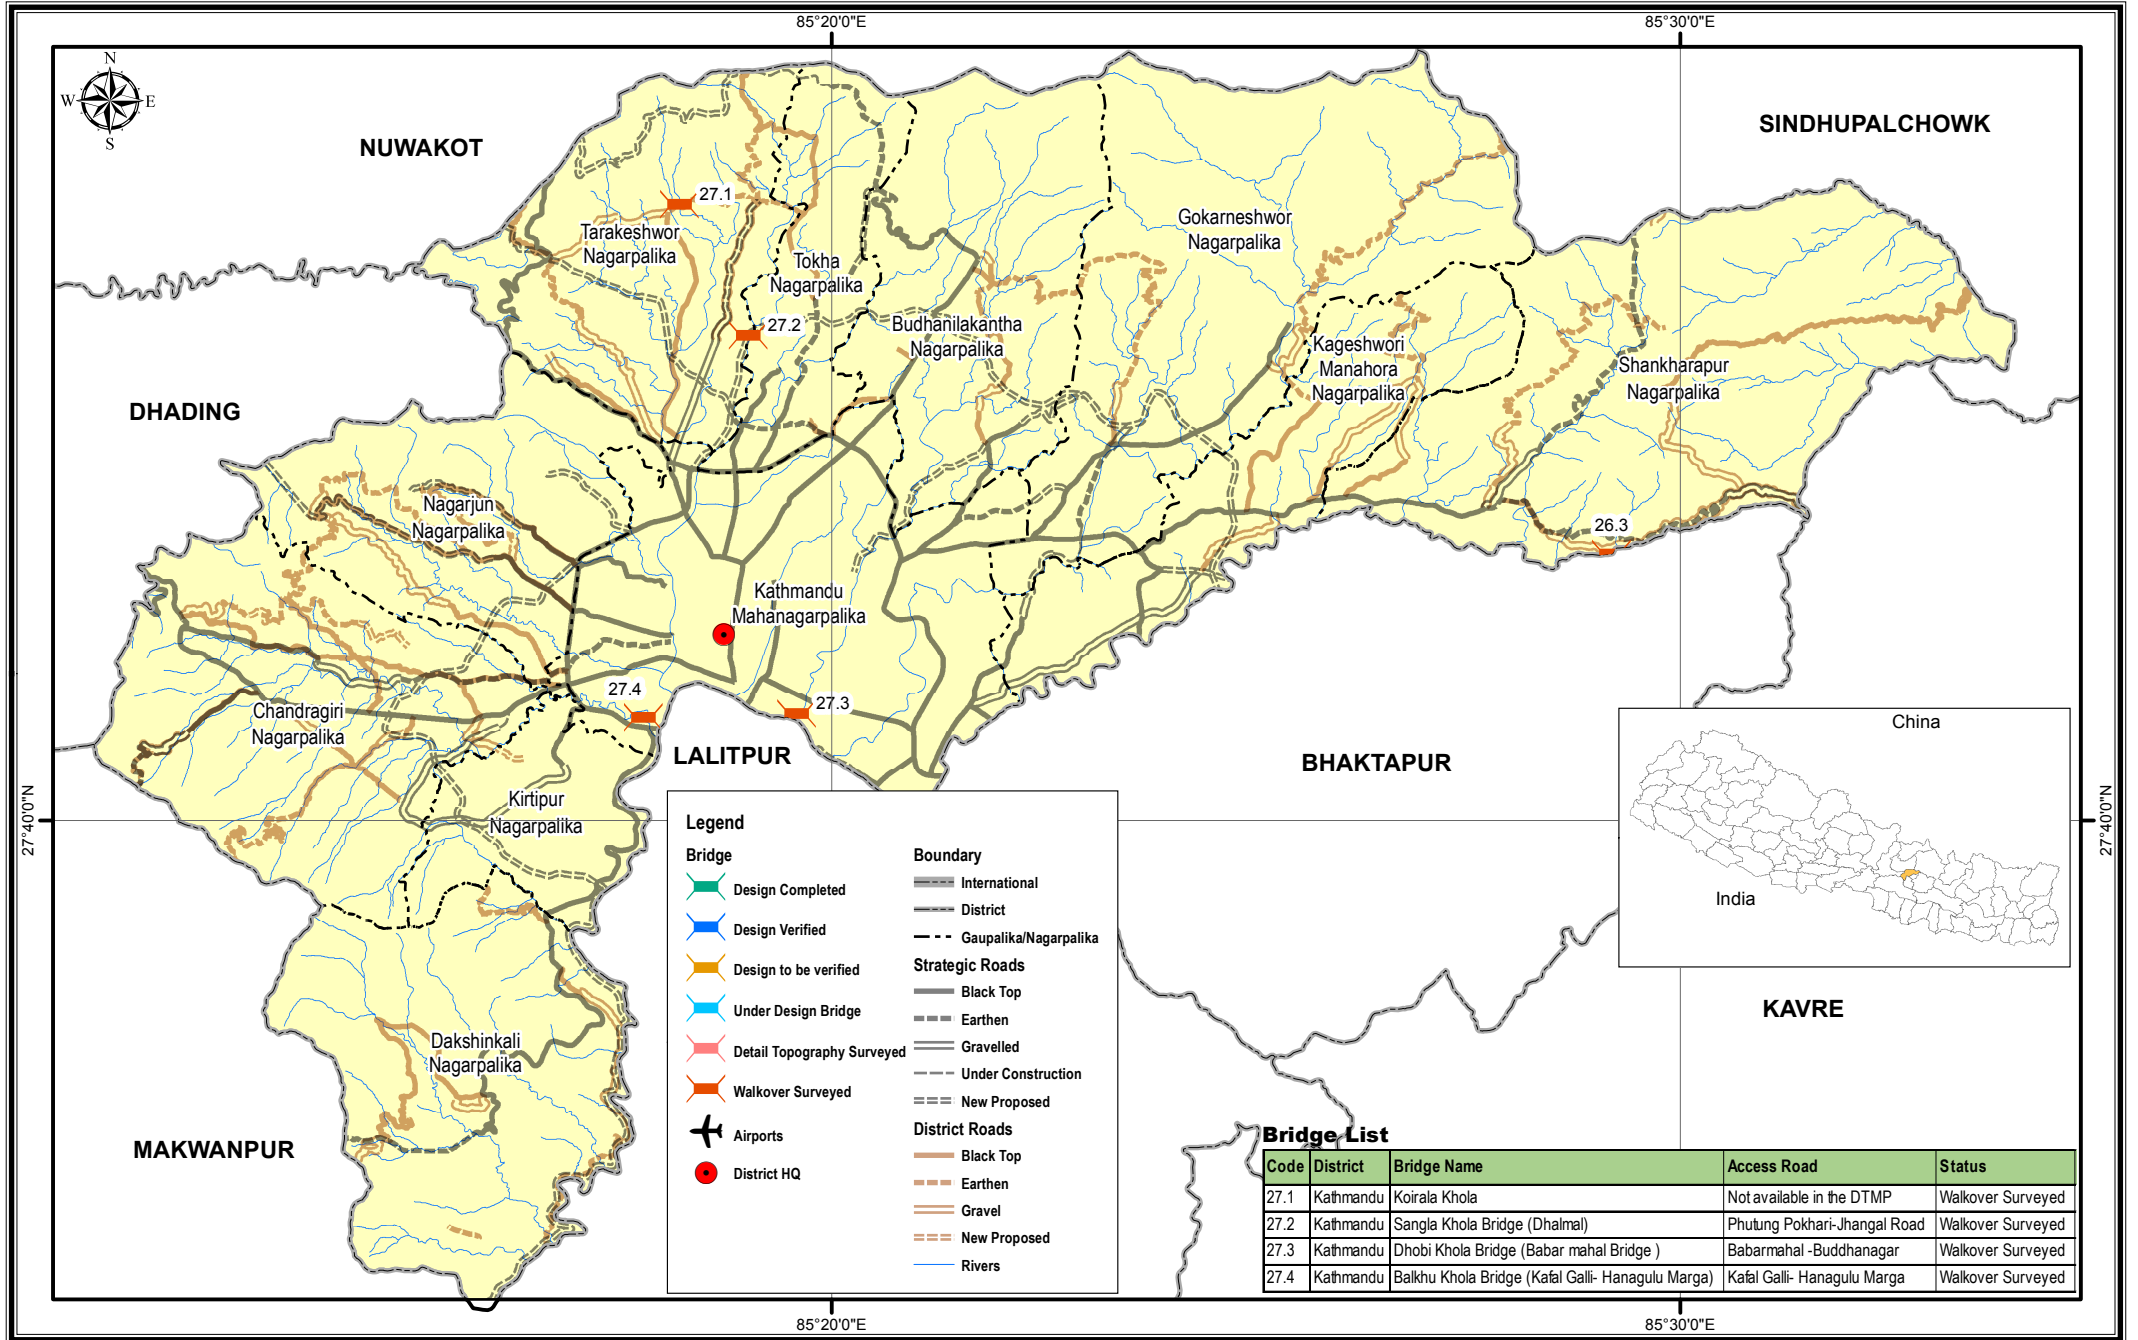 85°20'0"E
85°30'0"E
N
W
E
S
NUWAKOT
SINDHUPALCHOWK
DHADING
27.1
Tarakeshwor
Nagarpalika
Tokha
Nagarpalika
27.2
Gokarneshwor
Nagarpalika
Budhanilakantha
Nagarpalika
Kageshwori
Manahora
Nagarpalika
Shankharapur
Nagarpalika
Nagarjun
Nagarpalika
26.3
Kathmandu
Mahanagarpalika
27.4
27.3
Chandragiri
Nagarpalika
LALITPUR
BHAKTAPUR
Kirtipur
Nagarpalika
27°40'0"N
27°40'0"N
China
India
KAVRE
Dakshinkali
Nagarpalika
MAKWANPUR
Legend
Bridge
Design Completed
Design Verified
Design to be verified
Under Design Bridge
Detail Topography Surveyed
Walkover Surveyed
Airports
District HQ
Boundary
International
District
Gaupalika/Nagarpalika
Strategic Roads
Black Top
Earthen
Gravelled
Under Construction
New Proposed
District Roads
Black Top
Earthen
Gravel
New Proposed
Rivers
Bridge List
Code District Bridge Name Access Road Status
27.1 Kathmandu Koirala Khola Not available in the DTMP Walkover Surveyed
27.2 Kathmandu Sangla Khola Bridge (Dhalmal) Phutung Pokhari-Jhangal Road Walkover Surveyed
27.3 Kathmandu Dhobi Khola Bridge (Babar mahal Bridge ) Babarmahal -Buddhanagar Walkover Surveyed
27.4 Kathmandu Balkhu Khola Bridge (Kafal Galli- Hanagulu Marga) Kafal Galli- Hanagulu Marga Walkover Surveyed
85°20'0"E
85°30'0"E